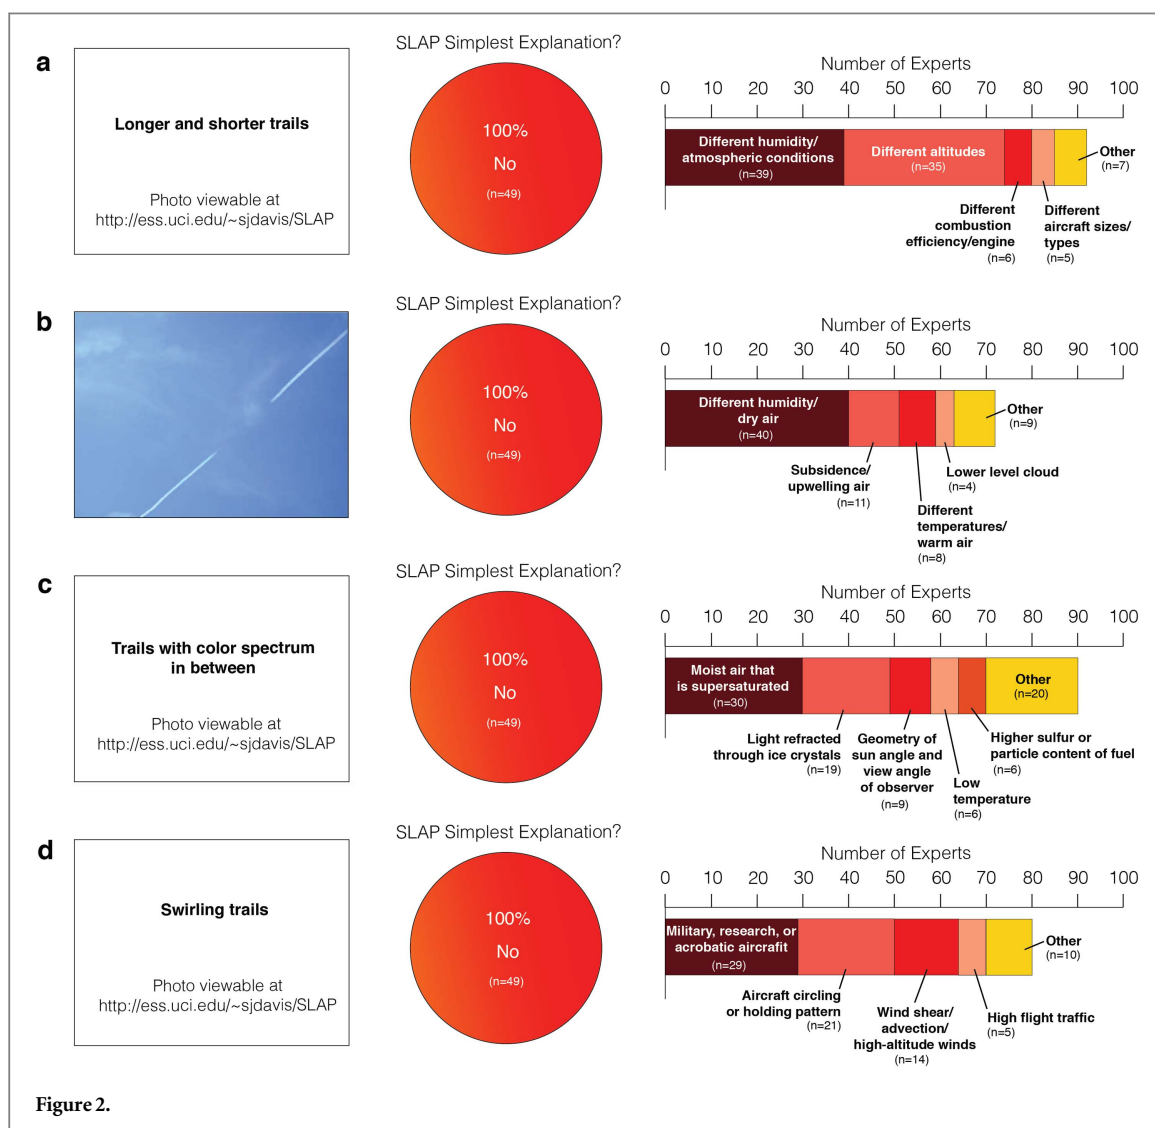 a
Longer and shorter trails
Photo viewable at
http://ess.uci.edu/~sjdavis/SLAP
SLAP Simplest Explanation?
100%
No
(n=49)
Number of Experts
0 10 20 30 40 50 60 70 80 90 100
Different humidity/
atmospheric conditions
(n=39)
Different altitudes
(n=35)
Different
combustion
efficiency/engine
(n=6)
Different
aircraft sizes/
types
(n=5)
Other
(n=7)
b
SLAP Simplest Explanation?
100%
No
(n=49)
Number of Experts
0 10 20 30 40 50 60 70 80 90 100
Different humidity/
dry air
(n=40)
Subsidence/
upwelling air
(n=11)
Different
temperatures/
warm air
(n=8)
Lower level cloud
(n=4)
Other
(n=9)
c
Trails with color spectrum
in between
Photo viewable at
http://ess.uci.edu/~sjdavis/SLAP
SLAP Simplest Explanation?
100%
No
(n=49)
Number of Experts
0 10 20 30 40 50 60 70 80 90 100
Moist air that
is supersaturated
(n=30)
Light refracted
through ice crystals
(n=19)
Geometry of
sun angle and
view angle
of observer
(n=9)
Low
temperature
(n=6)
Higher sulfur or
particle content of fuel
(n=6)
Other
(n=20)
d
Swirling trails
Photo viewable at
http://ess.uci.edu/~sjdavis/SLAP
SLAP Simplest Explanation?
100%
No
(n=49)
Number of Experts
0 10 20 30 40 50 60 70 80 90 100
Military, research, or
acrobatic aircrafit
(n=29)
Aircraft circling
or holding pattern
(n=21)
Wind shear/
advection/
high-altitude winds
(n=14)
High flight traffic
(n=5)
Other
(n=10)
Figure 2.